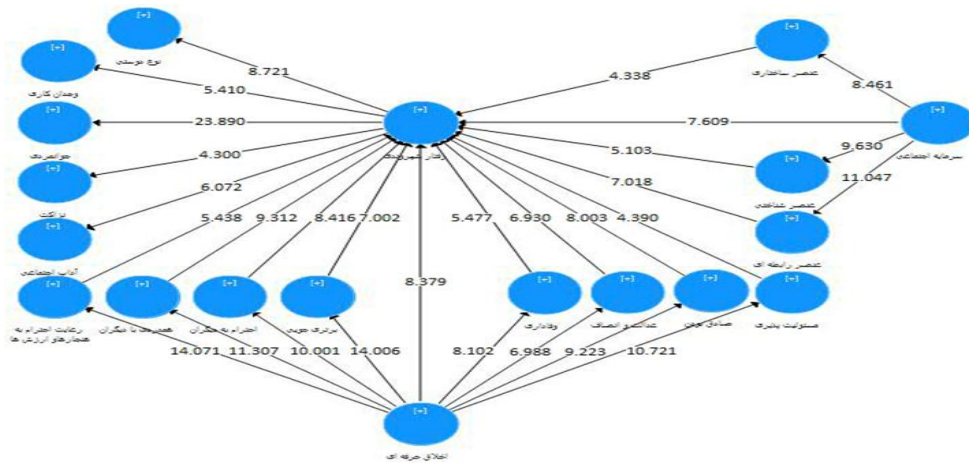 [+]
نوع دوستی
[+]
وجدان کاری
[+]
جوانمردی
[+]
نزاکت
[+]
آداب اجتماعی
[+]
رفتار شهروندی
[+]
عنصر ساختاری
[+]
سرمایه اجتماعی
[+]
عنصر شناختی
[+]
عنصر رابطه ای
8.721
5.410
23.890
4.300
6.072
4.338
8.461
7.609
9.630
5.103
11.047
7.018
5.438
9.312
8.416
7.002
5.477
6.930
8.003
4.390
8.379
[+]
رعایت احترام به
هنجارهاو ارزش ها
[+]
همدردی با دیگران
[+]
احترام به دیگران
[+]
برتری جویی
[+]
وفاداری
[+]
عدالت و انصاف
[+]
صادق بودن
[+]
مسئولیت پذیری
14.071
11.307
10.001
14.006
8.102
6.988
9.223
10.721
[+]
اخلاق حرفه ای